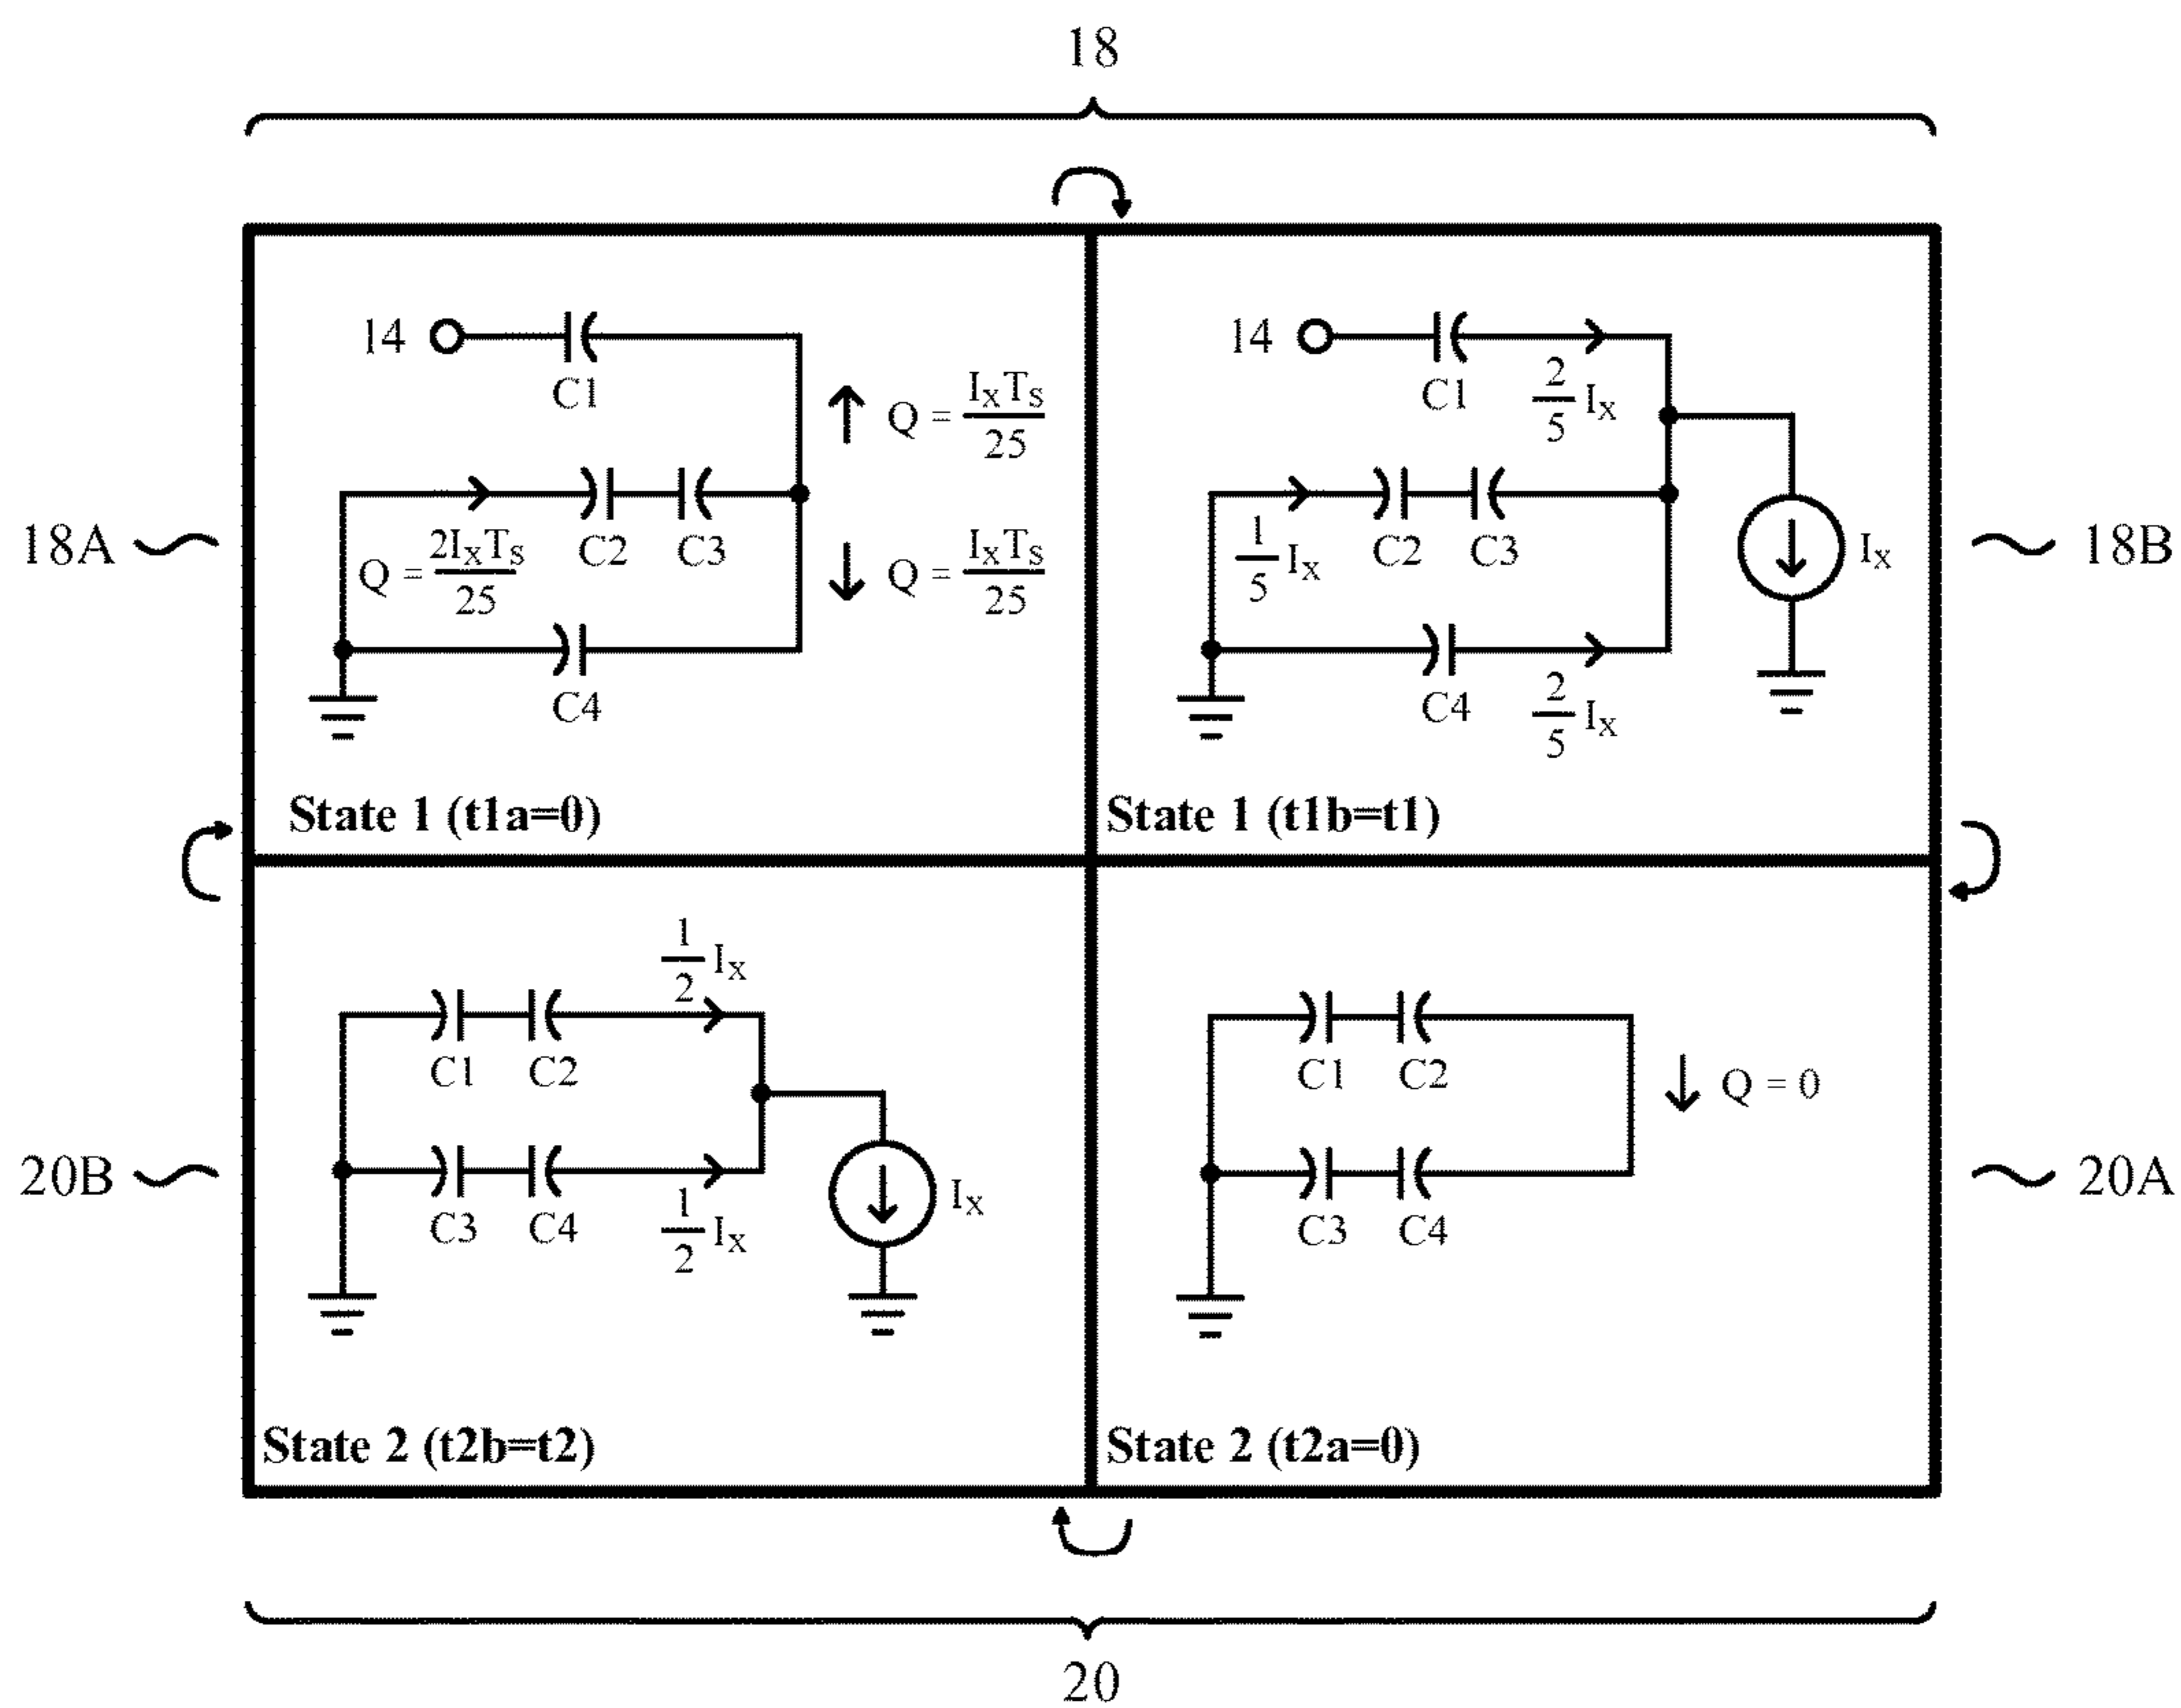 18
14
C1
Q = IxTs/25
Q = 2IxTs/25
C2
C3
Q = IxTs/25
C4
State 1 (t1a=0)
18A
14
C1
2/5 Ix
1/5 Ix
C2
C3
Ix
C4
2/5 Ix
State 1 (t1b=t1)
18B
1/2 Ix
C1
C2
C3
C4
1/2 Ix
Ix
State 2 (t2b=t2)
20B
C1
C2
Q = 0
C3
C4
State 2 (t2a=0)
20A
20